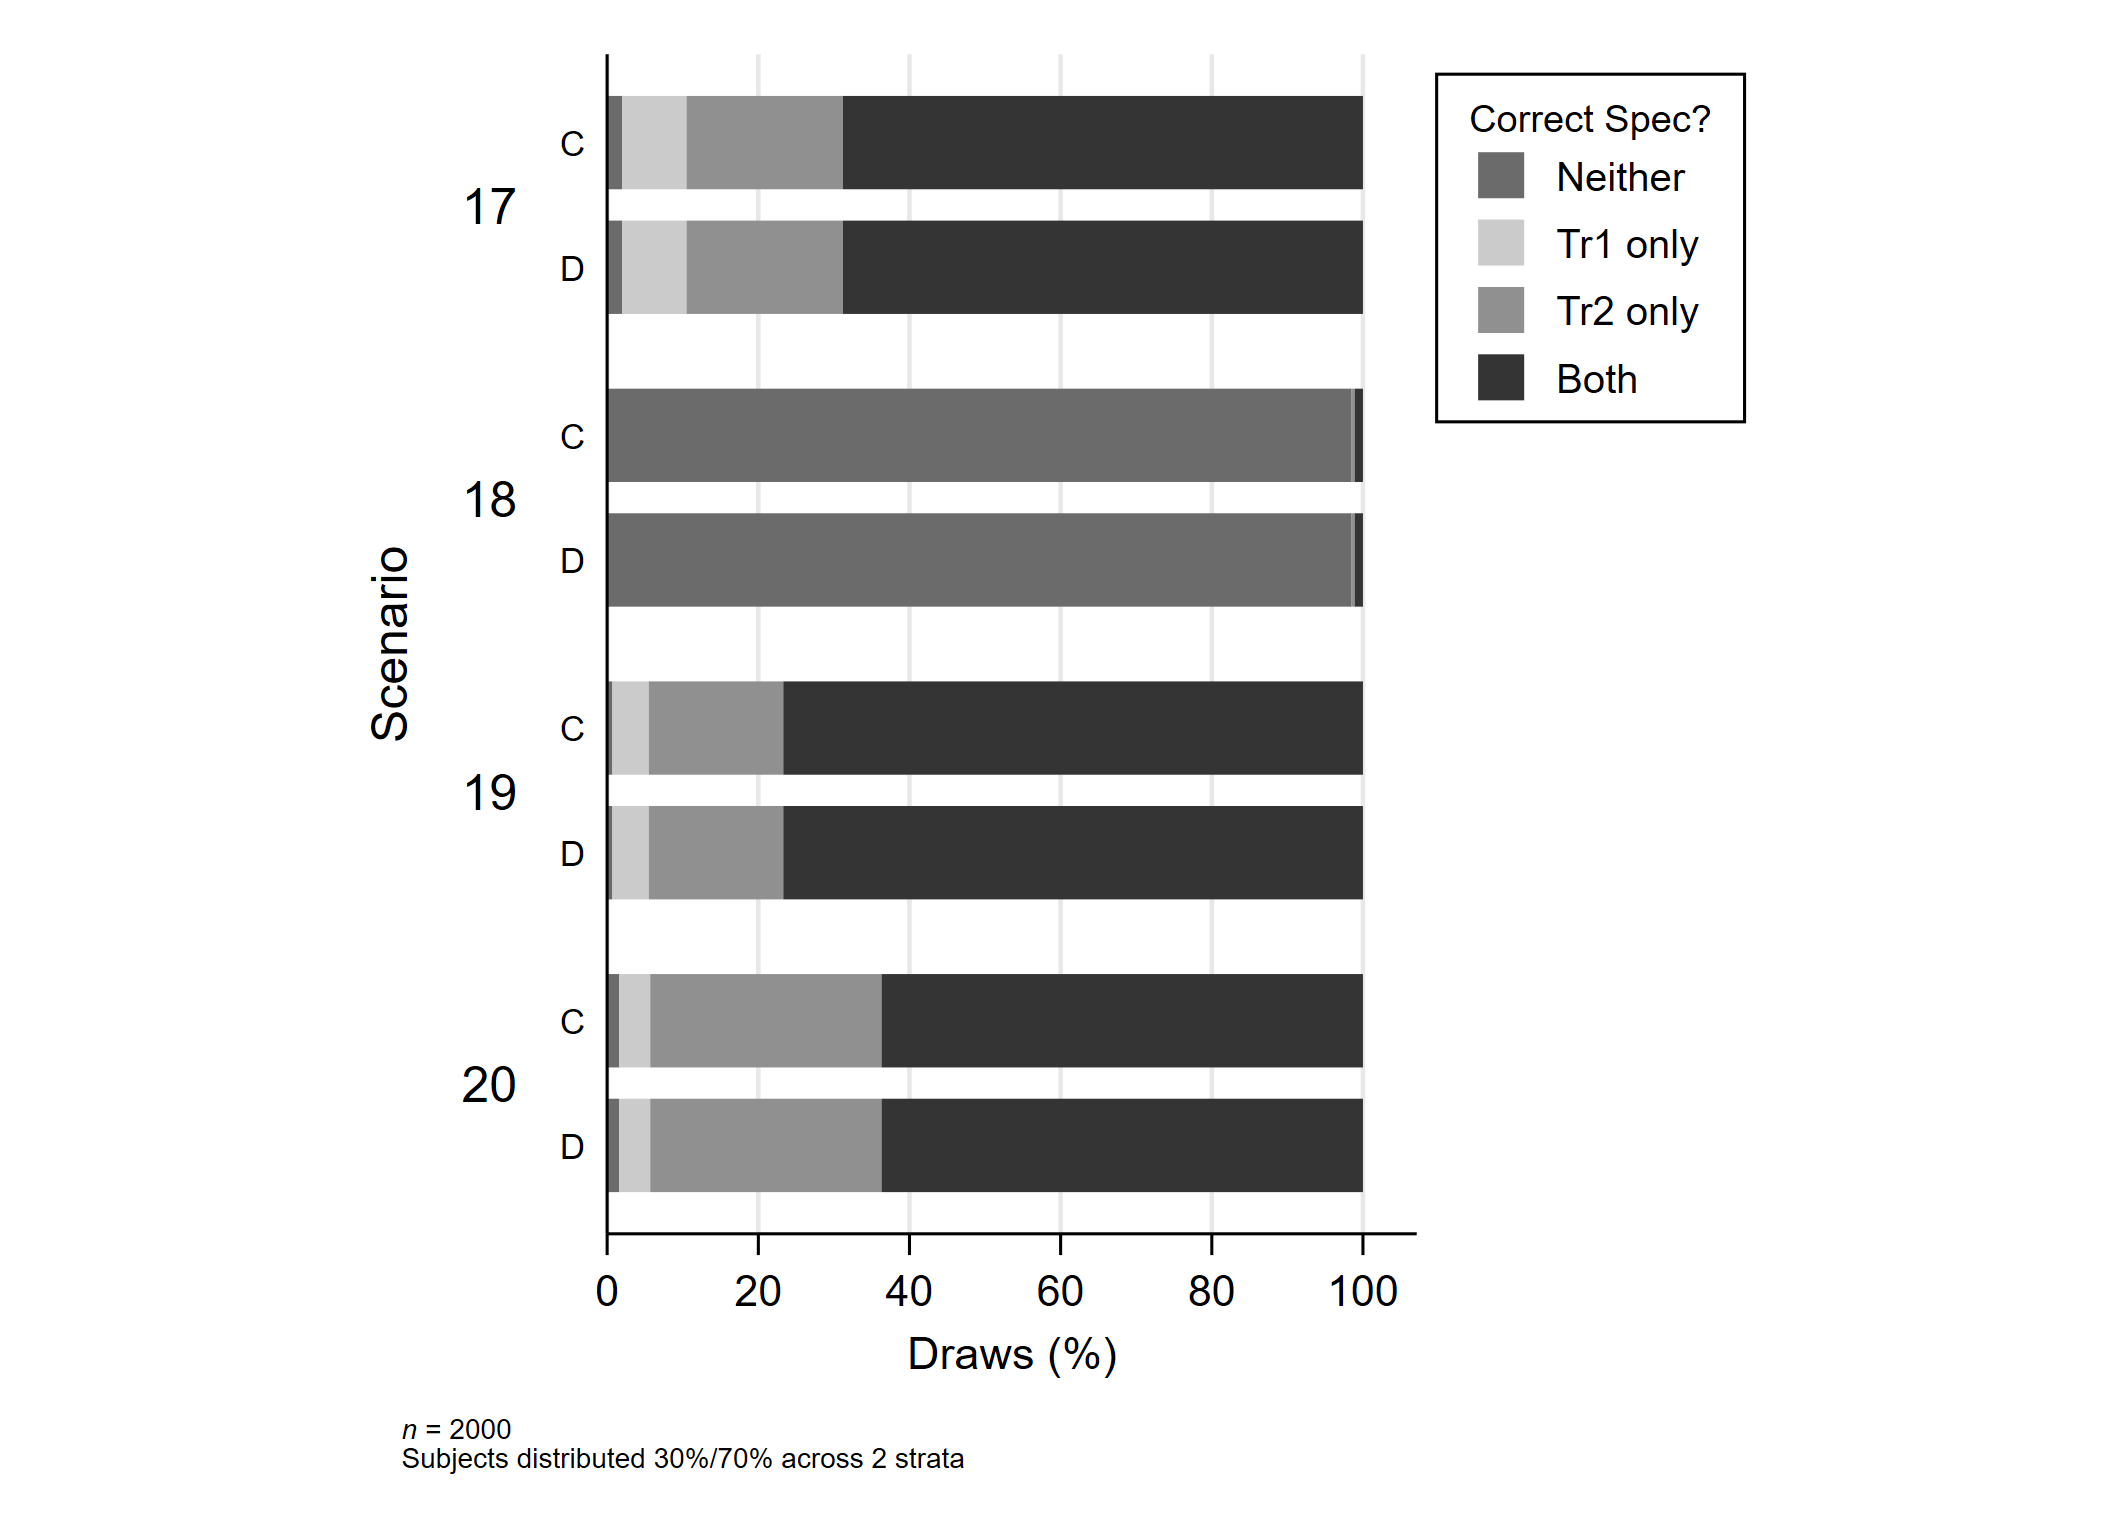 Correct Spec?
Neither
Tr1 only
Tr2 only
Both
Scenario
17
C
D
18
C
D
19
C
D
20
C
D
0 20 40 60 80 100
Draws (%)
n = 2000
Subjects distributed 30%/70% across 2 strata